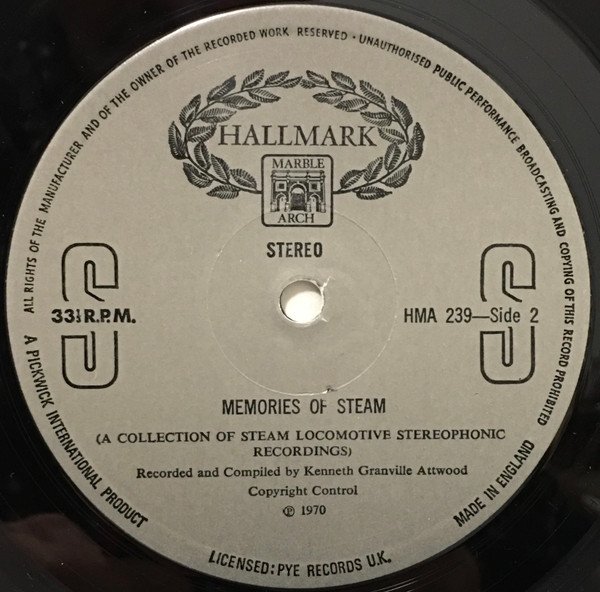 ALL RIGHTS OF THE MANUFACTURER AND OF THE OWNER OF THE RECORDED WORK RESERVED · UNAUTHORISED PUBLIC PERFORMANCE BROADCASTING AND COPYING OF THIS RECORD PROHIBITED
HALLMARK
MARBLE
ARCH
STEREO
S S
33⅓ R.P.M.
HMA 239—Side 2
MEMORIES OF STEAM
(A COLLECTION OF STEAM LOCOMOTIVE STEREOPHONIC
RECORDINGS)
Recorded and Compiled by Kenneth Granville Attwood
Copyright Control
℗ 1970
A PICKWICK INTERNATIONAL PRODUCT
LICENSED: PYE RECORDS U.K.
MADE IN ENGLAND